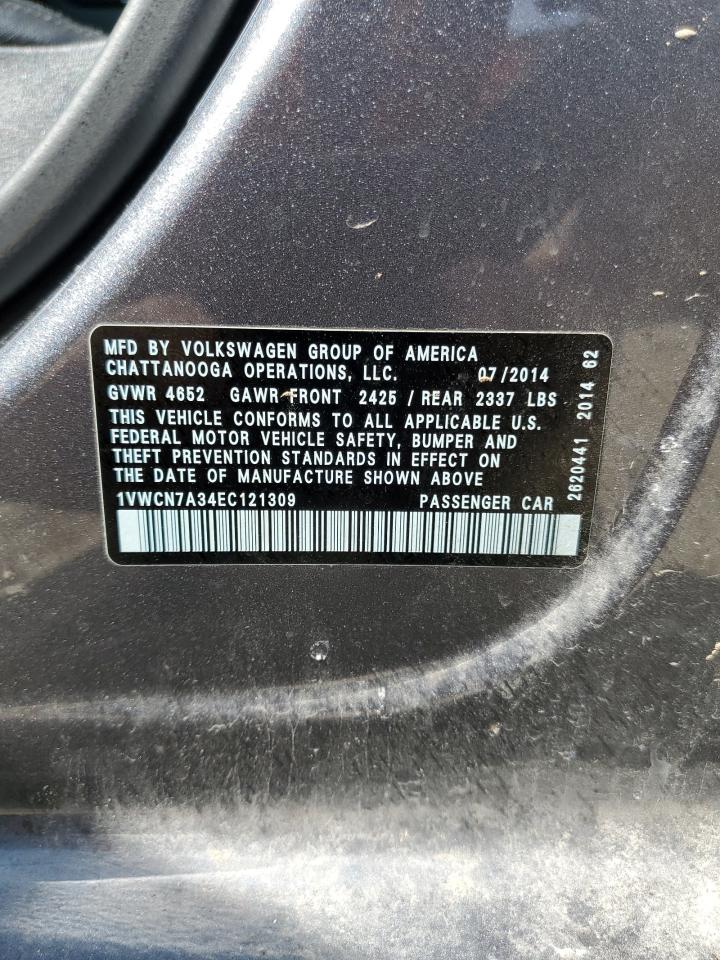 MFD BY VOLKSWAGEN GROUP OF AMERICA
CHATTANOOGA OPERATIONS, LLC. 07/2014
GVWR 4652 GAWR FRONT 2425 / REAR 2337 LBS
THIS VEHICLE CONFORMS TO ALL APPLICABLE U.S.
FEDERAL MOTOR VEHICLE SAFETY, BUMPER AND
THEFT PREVENTION STANDARDS IN EFFECT ON
THE DATE OF MANUFACTURE SHOWN ABOVE
1VWCN7A34EC121309 PASSENGER CAR
2620441 2014 62